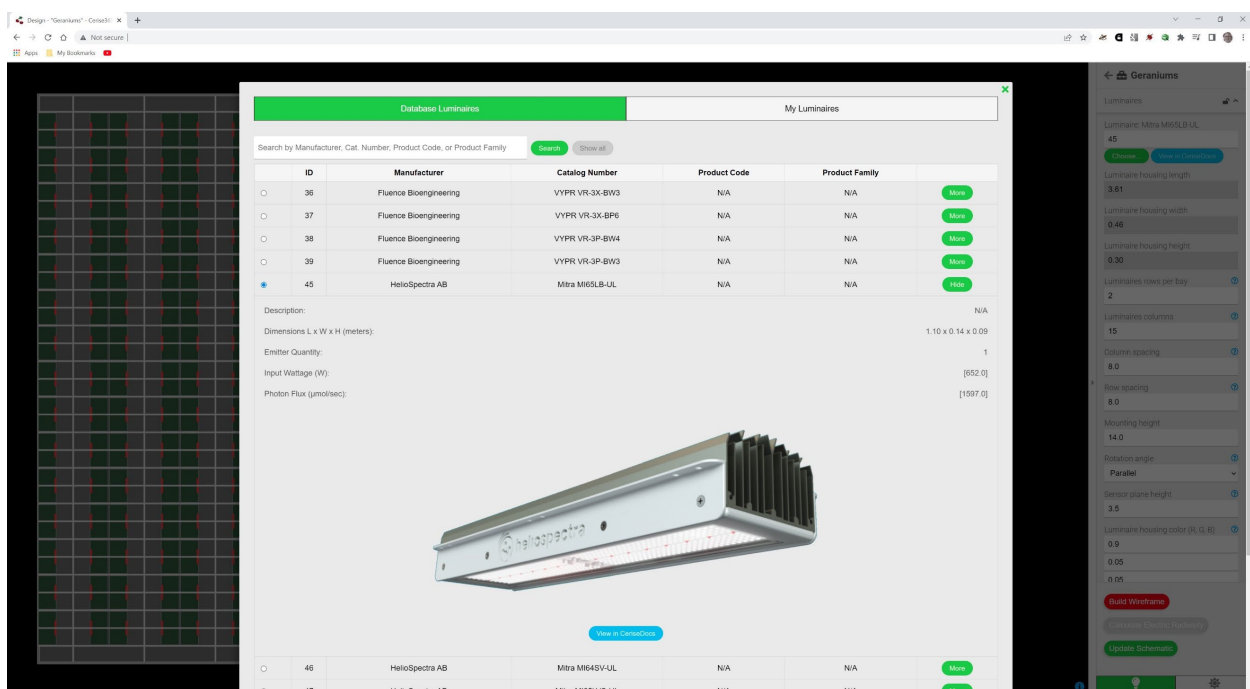 Design - "Geraniums" - Cense3I
Not secure
Apps My Bookmarks
Geraniums
Database Luminaires
My Luminaires
Search by Manufacturer, Cat. Number, Product Code, or Product Family
Search
Show all
ID Manufacturer Catalog Number Product Code Product Family
36 Fluence Bioengineering VYPR VR-3X-BW3 N/A N/A More
37 Fluence Bioengineering VYPR VR-3X-BP6 N/A N/A More
38 Fluence Bioengineering VYPR VR-3P-BW4 N/A N/A More
39 Fluence Bioengineering VYPR VR-3P-BW3 N/A N/A More
45 HelioSpectra AB Mitra MI65LB-UL N/A N/A Hide
Description: N/A
Dimensions L x W x H (meters): 1.10 x 0.14 x 0.09
Emitter Quantity: 1
Input Wattage (W): [652.0]
Photon Flux (µmol/sec): [1597.0]
heliospectra
View in CenseDocs
46 HelioSpectra AB Mitra MI64SV-UL N/A N/A More
Luminaires
Luminaire: Mitra MI65LB-UL
45
Choose...
View in CenseDocs
Luminaire housing length
3.61
Luminaire housing width
0.46
Luminaire housing height
0.30
Luminaires rows per bay
2
Luminaires columns
15
Column spacing
8.0
Row spacing
8.0
Mounting height
14.0
Rotation angle
Parallel
Sensor plane height
3.5
Luminaire housing color (R, G, B)
0.9
0.05
0.05
Build Wireframe
Calculate Electric Radiosity
Update Schematic